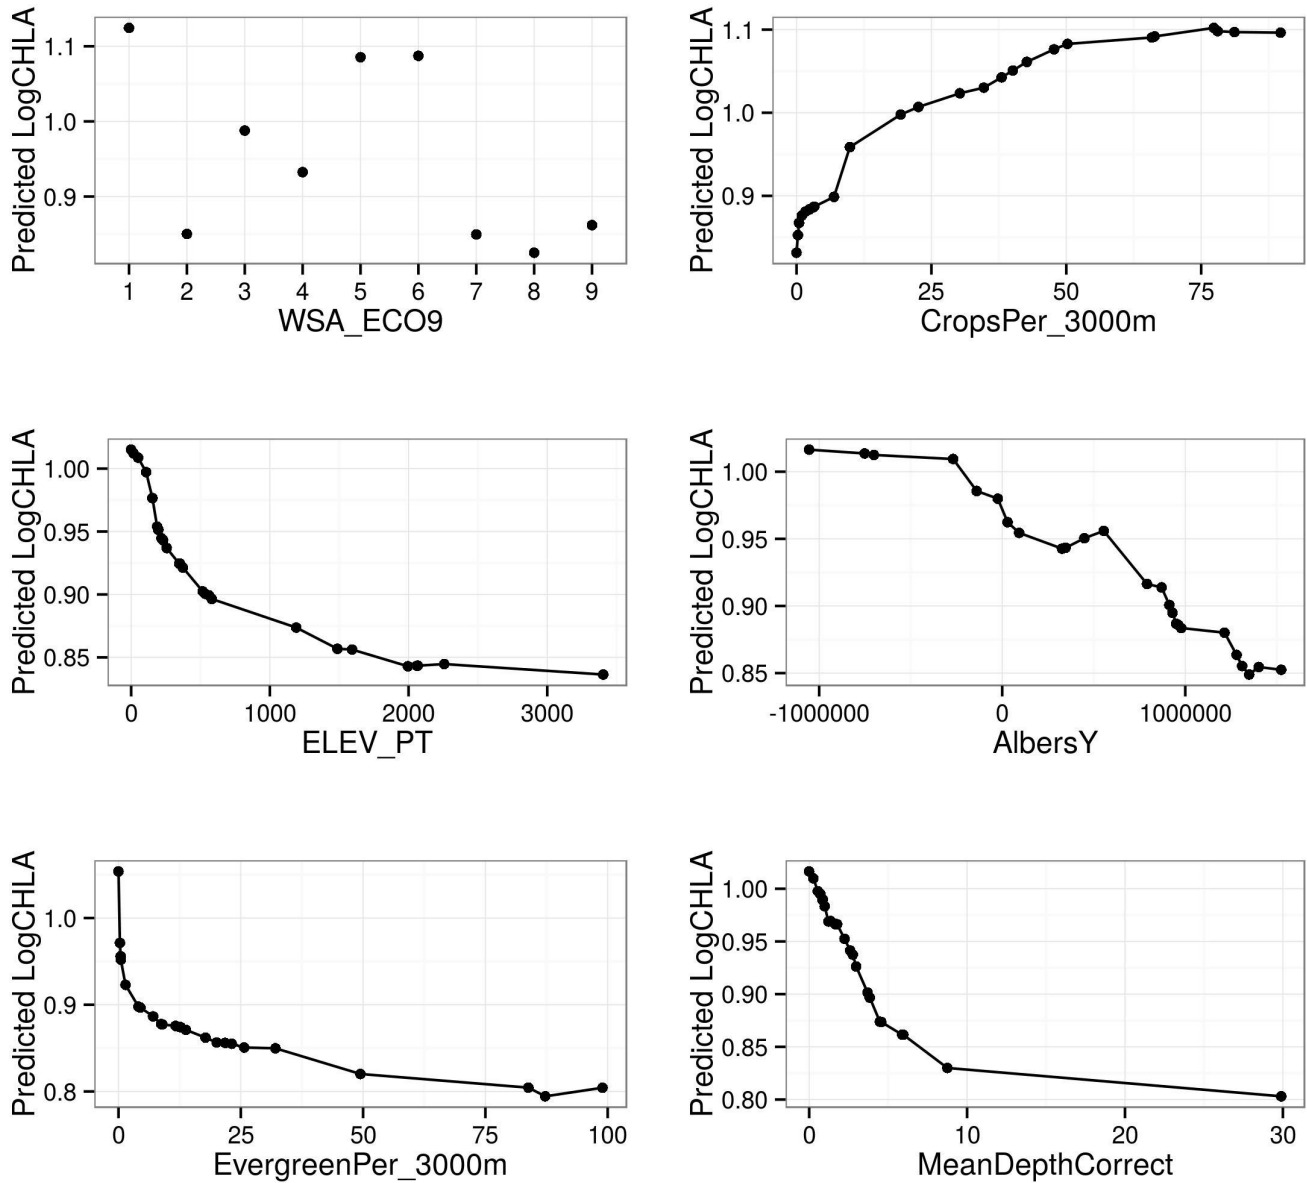 Predicted LogCHLA
1.1
1.0
0.9
1 2 3 4 5 6 7 8 9
WSA_ECO9
Predicted LogCHLA
1.1
1.0
0.9
0 25 50 75
CropsPer_3000m
Predicted LogCHLA
1.00
0.95
0.90
0.85
0 1000 2000 3000
ELEV_PT
Predicted LogCHLA
1.00
0.95
0.90
0.85
-1000000 0 1000000
AlbersY
Predicted LogCHLA
1.0
0.9
0.8
0 25 50 75 100
EvergreenPer_3000m
Predicted LogCHLA
1.00
0.95
0.90
0.85
0.80
0 10 20 30
MeanDepthCorrect